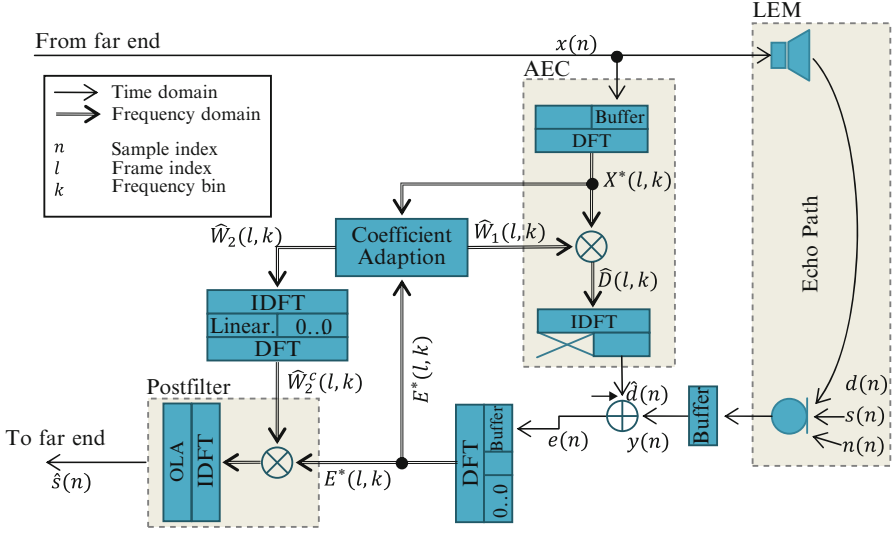 LEM
From far end
x(n)
AEC
Time domain
Frequency domain
n Sample index
l Frame index
k Frequency bin
Buffer
DFT
X*(l, k)
Ŵ₂(l, k)
Coefficient
Adaption
Ŵ₁(l, k)
D̂(l, k)
Echo Path
IDFT
Linear. 0..0
DFT
IDFT
E*(l, k)
Ŵ₂ᶜ(l, k)
Postfilter
d̂(n)
Buffer
d(n)
s(n)
n(n)
y(n)
e(n)
To far end
ŝ(n)
OLA
IDFT
E*(l, k)
DFT
Buffer
0..0